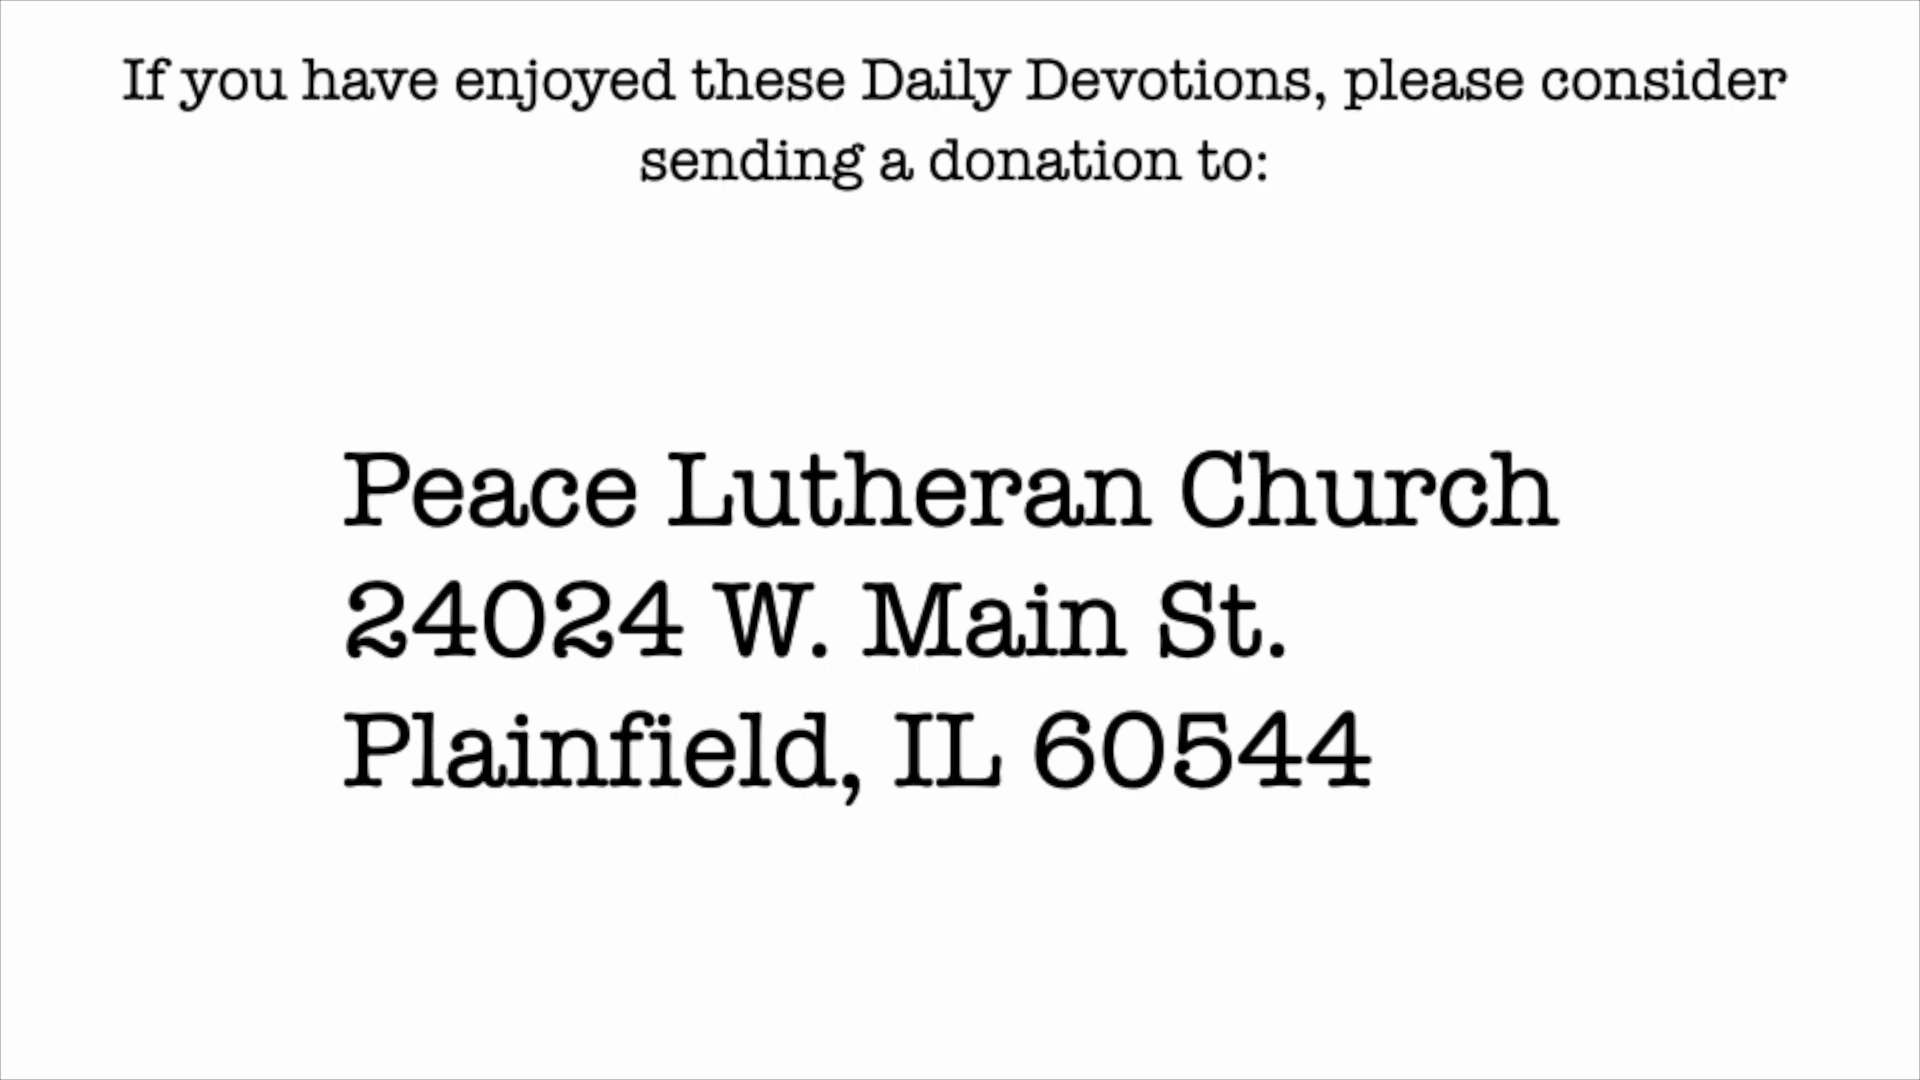 If you have enjoyed these Daily Devotions, please consider
sending a donation to:
Peace Lutheran Church
24024 W. Main St.
Plainfield, IL 60544